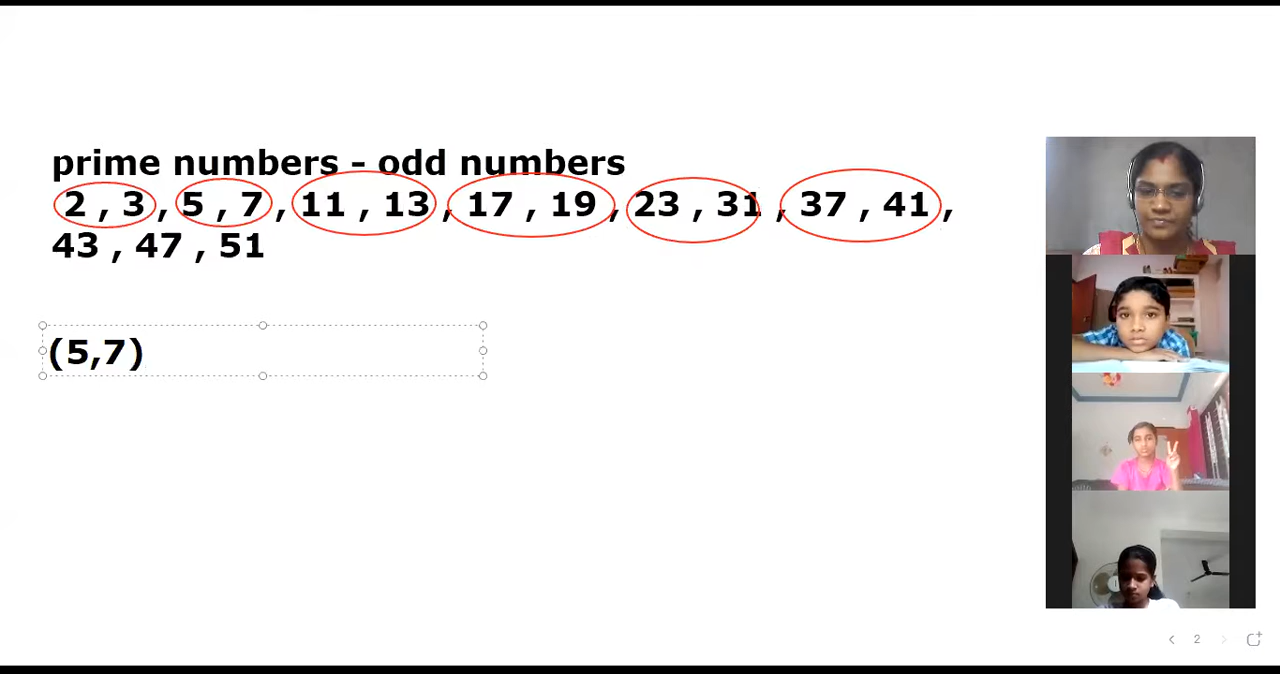 prime numbers - odd numbers
2 , 3 , 5 , 7 , 11 , 13 , 17 , 19 , 23 , 31 , 37 , 41 ,
43 , 47 , 51
(5,7)
2